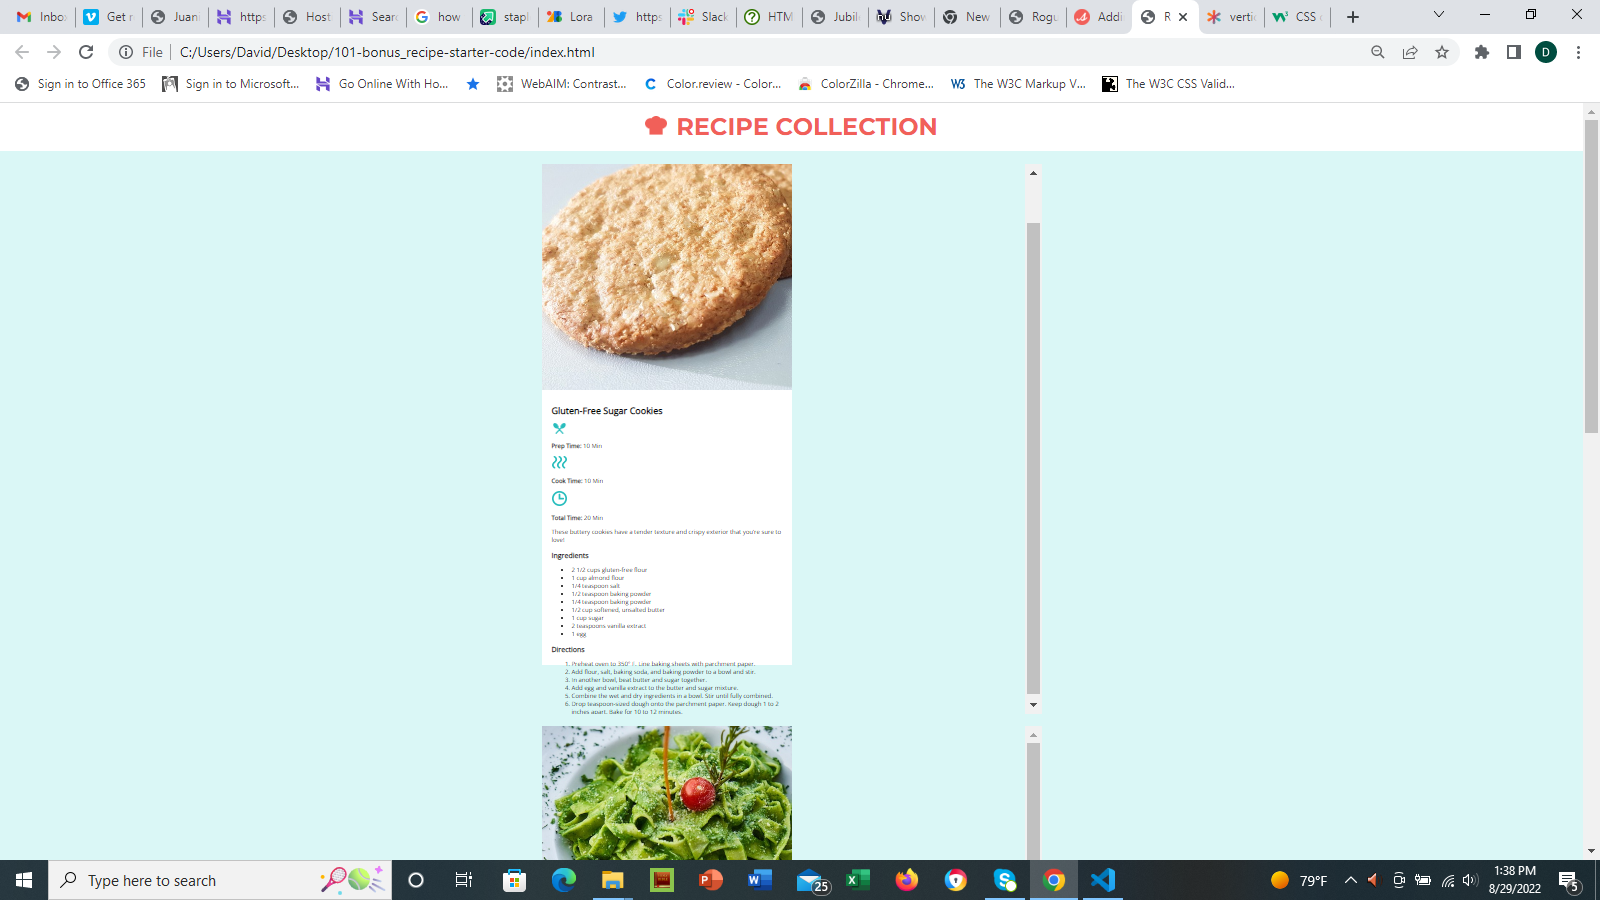 Inbo
Get r
Juan
https
Host
Sear
how
stapl
Lora
https
Slack
HTM
Jubil
Show
New
Rogu
Addi
R
verti
CSS
File
C:/Users/David/Desktop/101-bonus_recipe-starter-code/index.html
D
Sign in to Office 365
Sign in to Microsoft...
Go Online With Ho...
WebAIM: Contrast...
Color.review - Color...
ColorZilla - Chrome...
The W3C Markup V...
The W3C CSS Valid...
RECIPE COLLECTION
Gluten-Free Sugar Cookies
Prep Time: 10 Min
Cook Time: 10 Min
Total Time: 20 Min
These buttery cookies have a tender texture and crispy exterior that you're sure to
love!
Ingredients
2 1/2 cups gluten-free flour
1 cup almond flour
1/4 teaspoon salt
1/2 teaspoon baking powder
1/4 teaspoon baking powder
1/2 cup softened, unsalted butter
1 cup sugar
2 teaspoons vanilla extract
1 egg
Directions
1. Preheat oven to 350° F. Line baking sheets with parchment paper.
2. Add flour, salt, baking soda, and baking powder to a bowl and stir.
3. In another bowl, beat butter and sugar together.
4. Add egg and vanilla extract to the butter and sugar mixture.
5. Combine the wet and dry ingredients in a bowl. Stir until fully combined.
6. Drop teaspoon-sized dough onto the parchment paper. Keep dough 1 to 2
inches apart. Bake for 10 to 12 minutes.
Type here to search
25
79°F
1:38 PM
8/29/2022
5